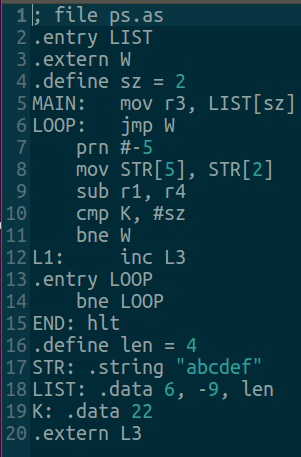 1 ; file ps.as
2 .entry LIST
3 .extern W
4 .define sz = 2
5 MAIN: mov r3, LIST[sz]
6 LOOP: jmp W
7 prn #-5
8 mov STR[5], STR[2]
9 sub r1, r4
10 cmp K, #sz
11 bne W
12 L1: inc L3
13 .entry LOOP
14 bne LOOP
15 END: hlt
16 .define len = 4
17 STR: .string "abcdef"
18 LIST: .data 6, -9, len
19 K: .data 22
20 .extern L3